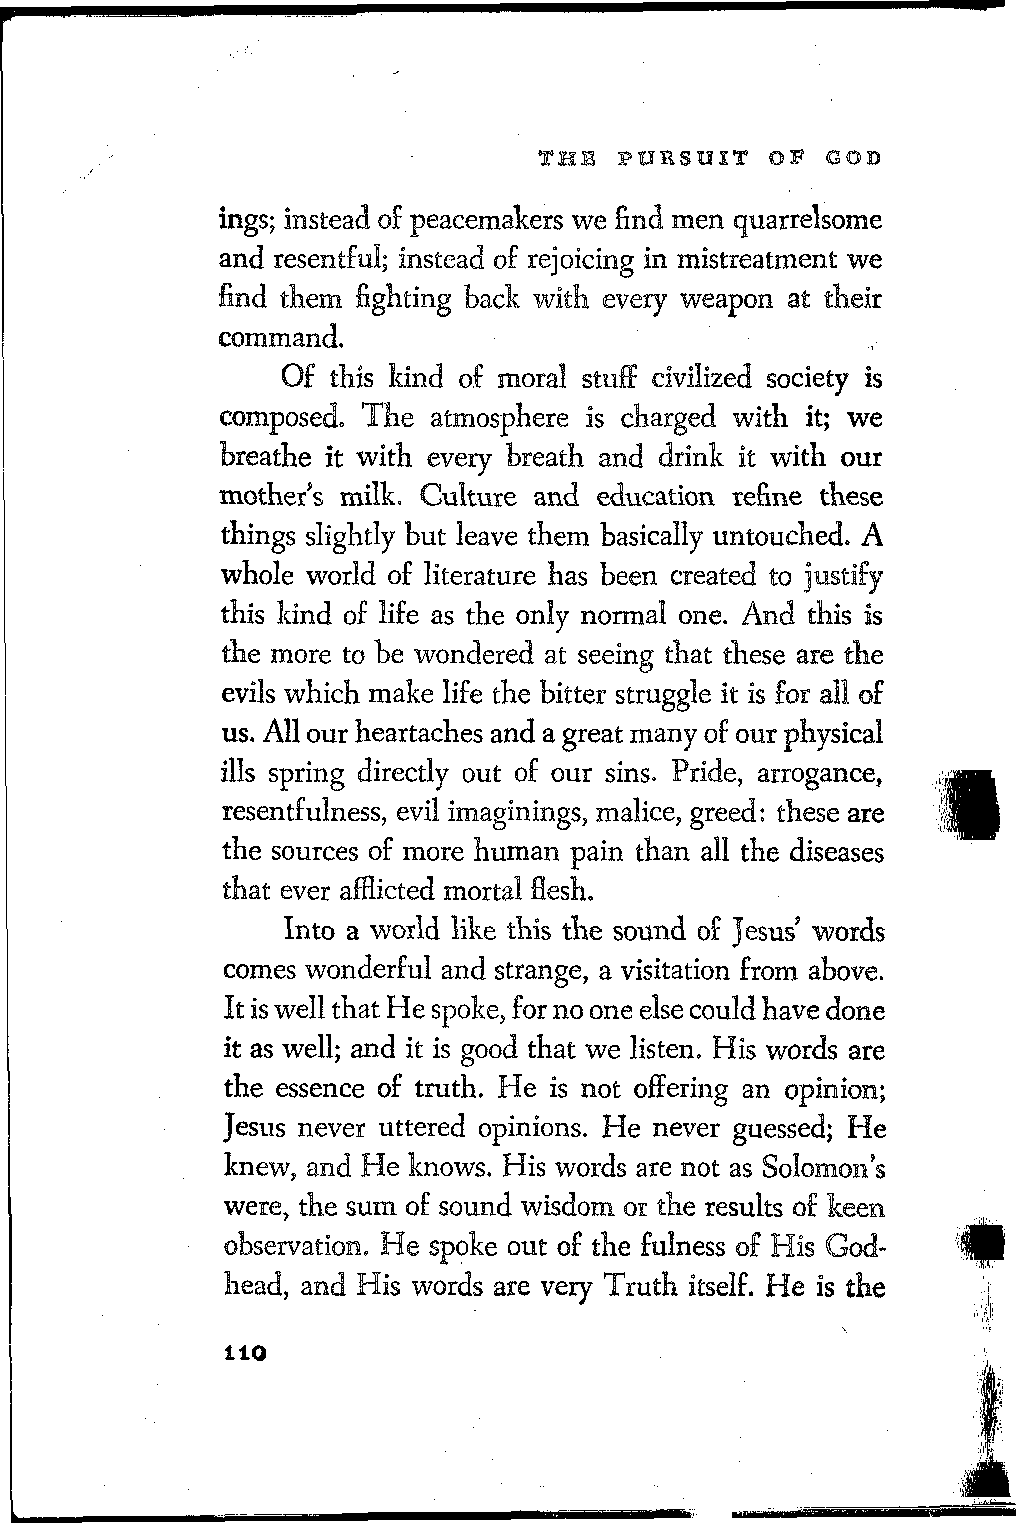 THE PURSUIT OF GOD
ings; instead of peacemakers we find men quarrelsome
and resentful; instead of rejoicing in mistreatment we
find them fighting back with every weapon at their
command.
Of this kind of moral stuff civilized society is
composed. The atmosphere is charged with it; we
breathe it with every breath and drink it with our
mother's milk. Culture and education refine these
things slightly but leave them basically untouched. A
whole world of literature has been created to justify
this kind of life as the only normal one. And this is
the more to be wondered at seeing that these are the
evils which make life the bitter struggle it is for all of
us. All our heartaches and a great many of our physical
ills spring directly out of our sins. Pride, arrogance,
resentfulness, evil imaginings, malice, greed: these are
the sources of more human pain than all the diseases
that ever afflicted mortal flesh.
Into a world like this the sound of Jesus' words
comes wonderful and strange, a visitation from above.
It is well that He spoke, for no one else could have done
it as well; and it is good that we listen. His words are
the essence of truth. He is not offering an opinion;
Jesus never uttered opinions. He never guessed; He
knew, and He knows. His words are not as Solomon's
were, the sum of sound wisdom or the results of keen
observation. He spoke out of the fulness of His God-
head, and His words are very Truth itself. He is the
110